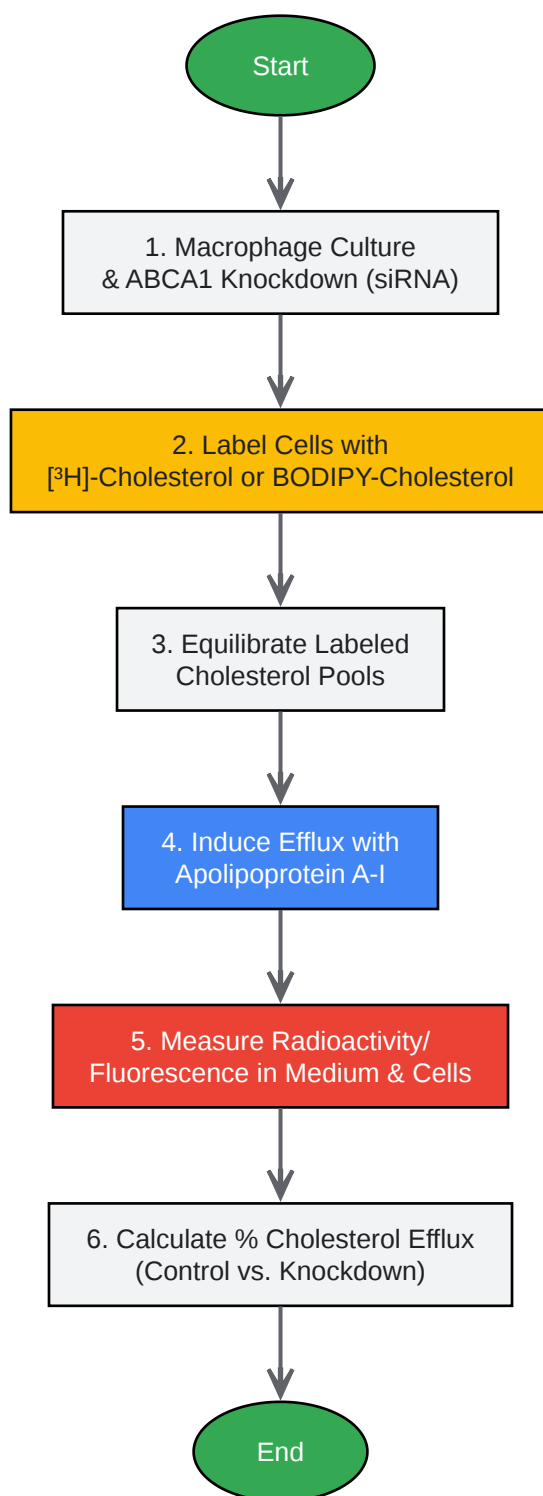 Start
1. Macrophage Culture
& ABCA1 Knockdown (siRNA)
2. Label Cells with
[³H]-Cholesterol or BODIPY-Cholesterol
3. Equilibrate Labeled
Cholesterol Pools
4. Induce Efflux with
Apolipoprotein A-I
5. Measure Radioactivity/
Fluorescence in Medium & Cells
6. Calculate % Cholesterol Efflux
(Control vs. Knockdown)
End